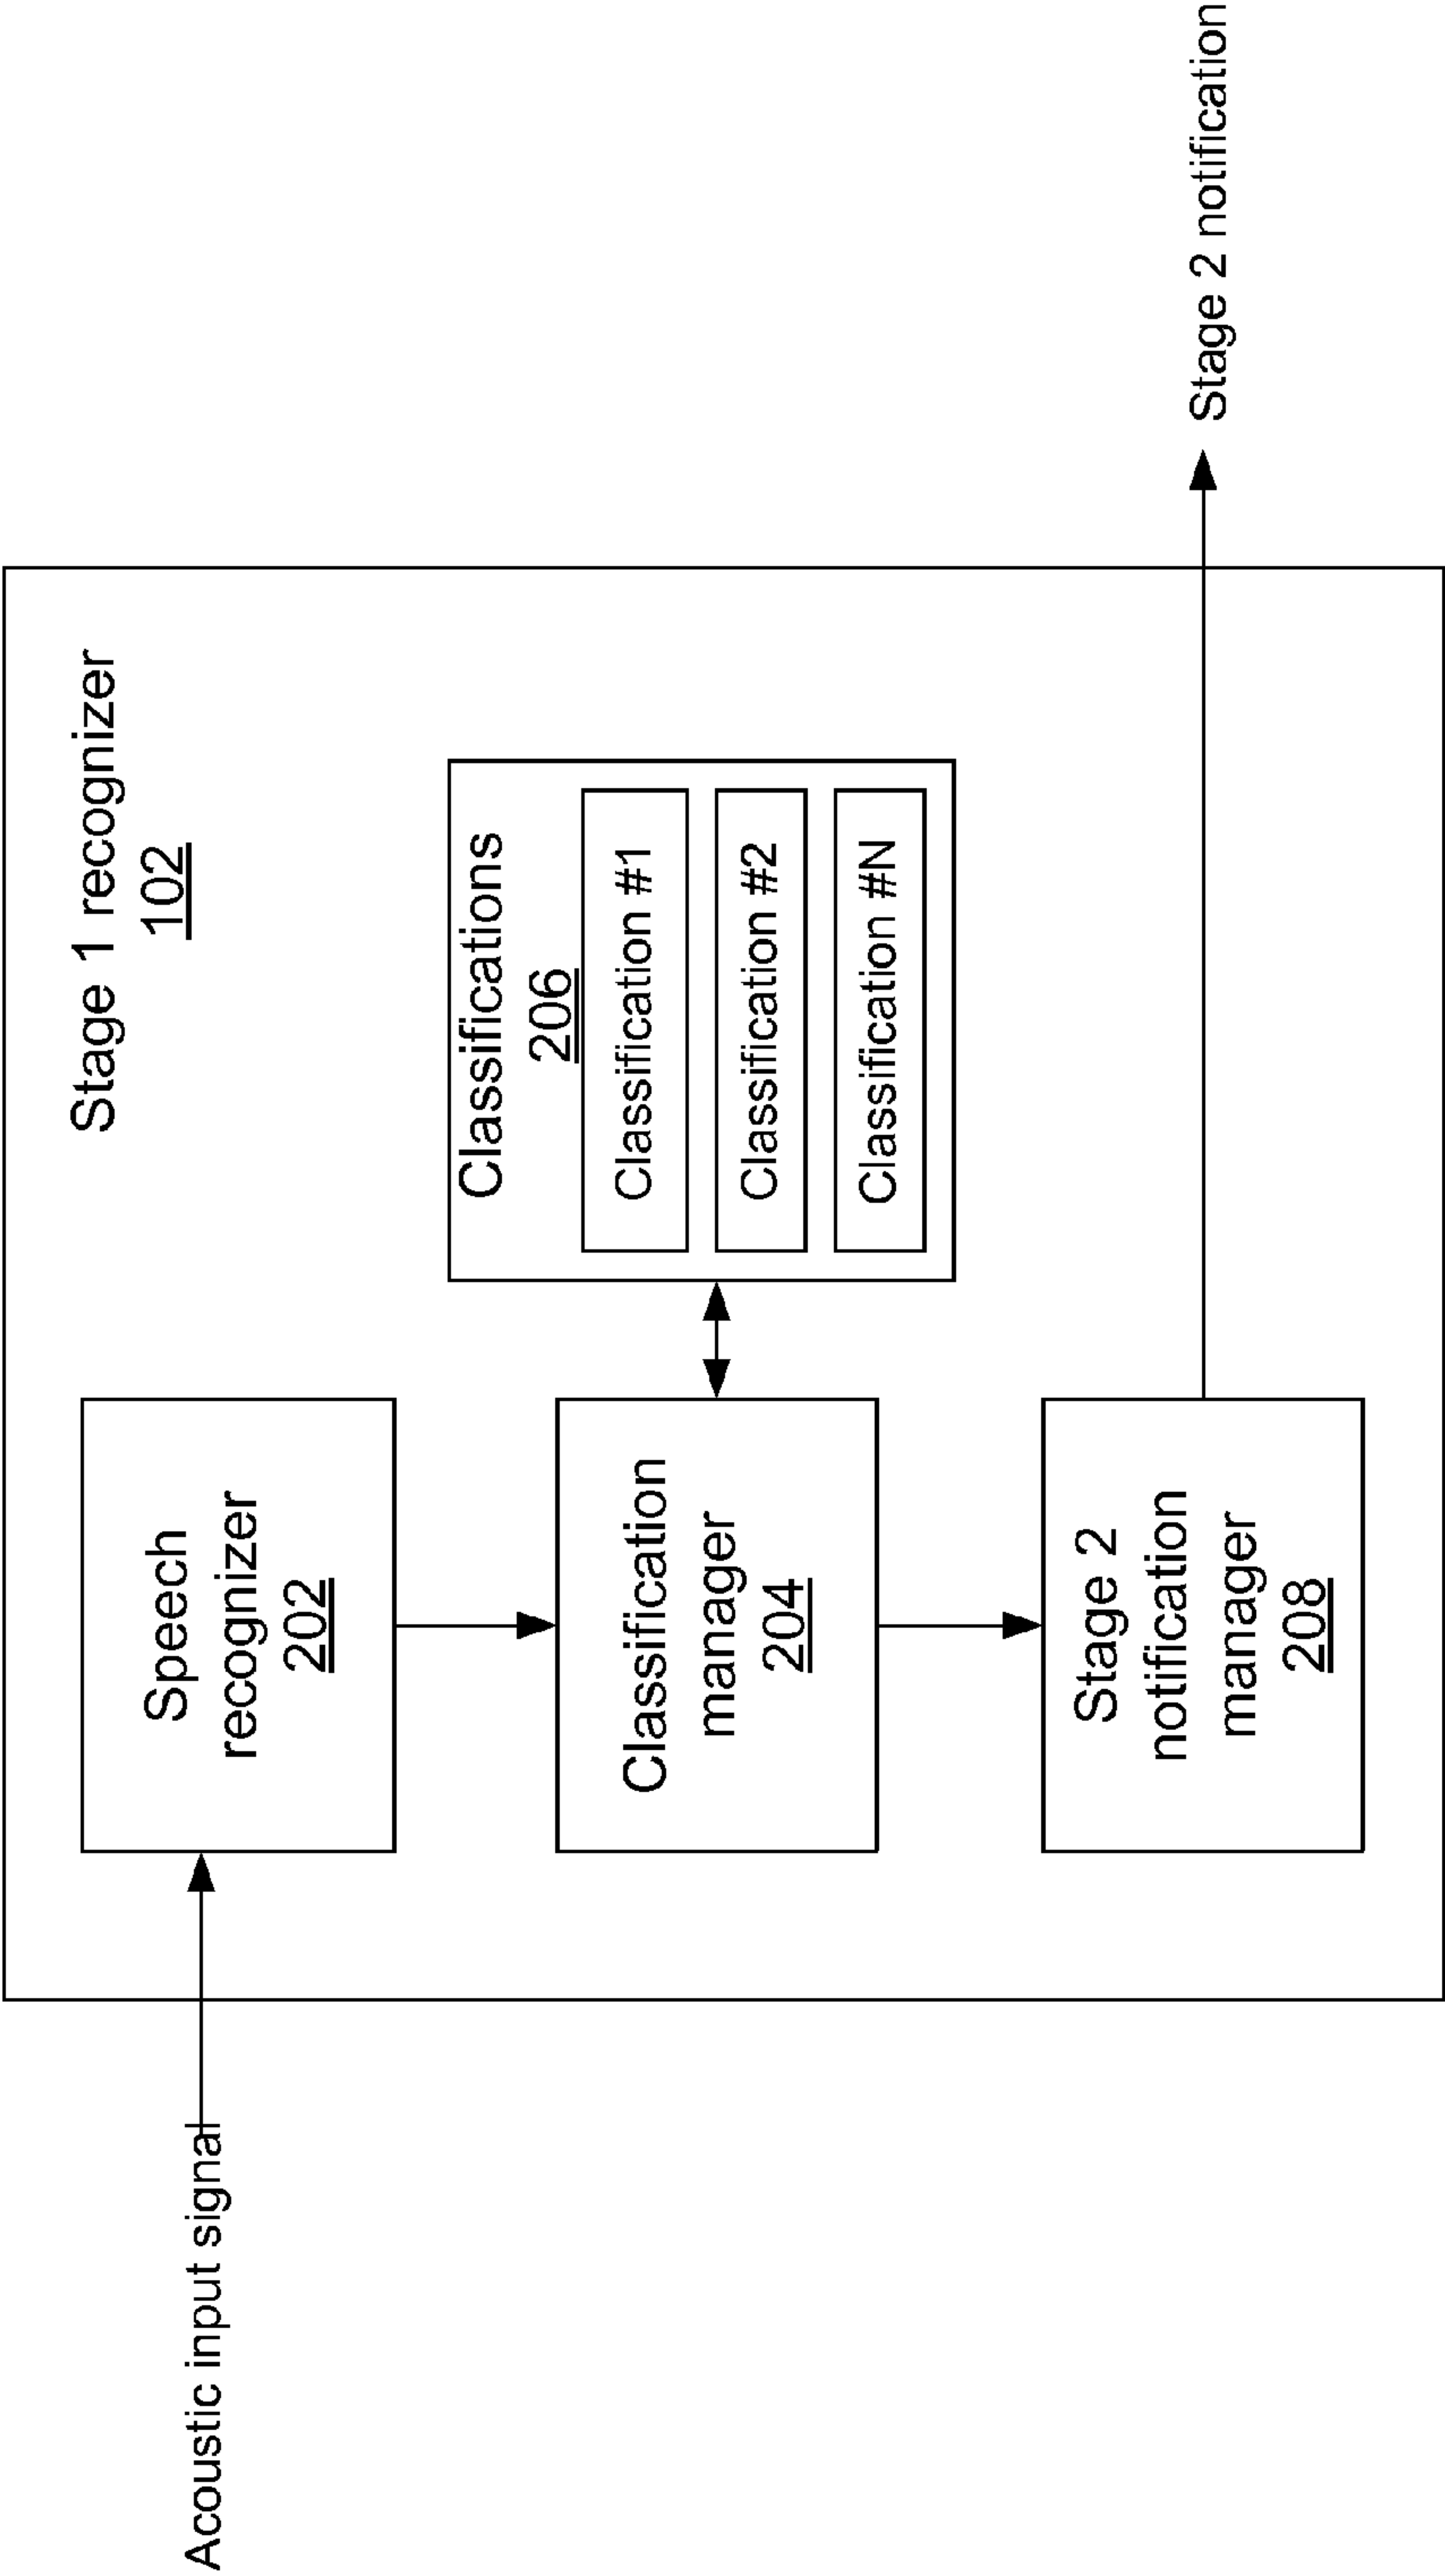 Stage 1 recognizer
102
Acoustic input signal
Speech
recognizer
202
Classification
manager
204
Classifications
206
Classification #1
Classification #2
Classification #N
Stage 2
notification
manager
208
Stage 2 notification